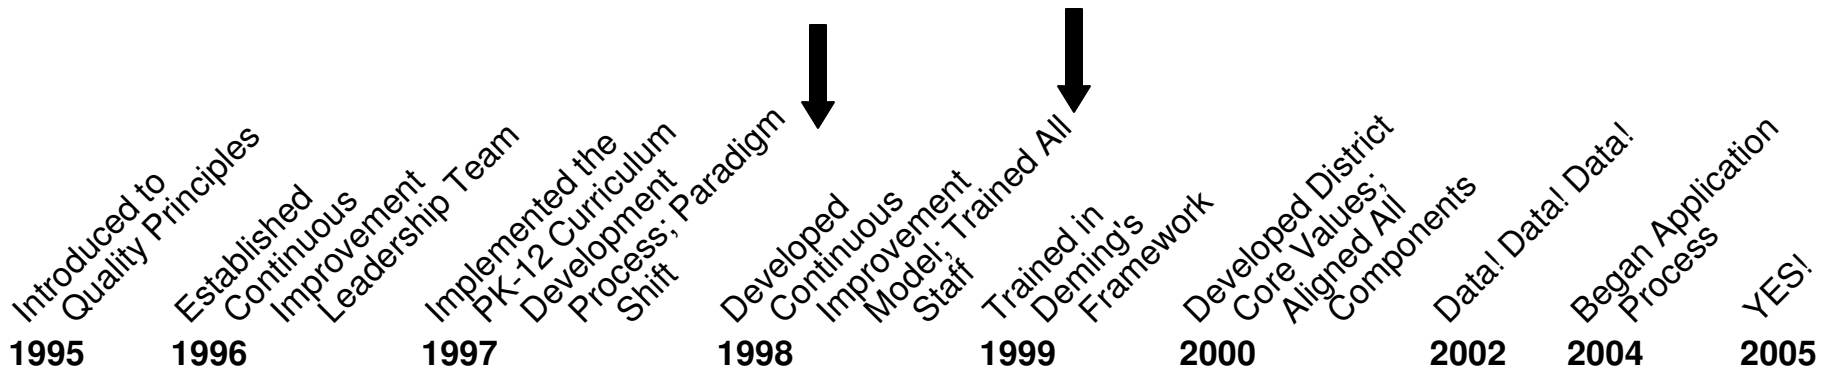 Introduced to
Quality Principles
1995
Established
Continuous
Improvement
Leadership Team
1996
Implemented the
PK-12 Curriculum
Development
Process; Paradigm
Shift
1997
Developed
Continuous
Improvement
Model; Trained All
Staff
1998
Trained in
Deming's
Framework
1999
Developed District
Core Values;
Aligned All
Components
2000
Data! Data! Data!
2002
Began Application
Process
2004
YES!
2005